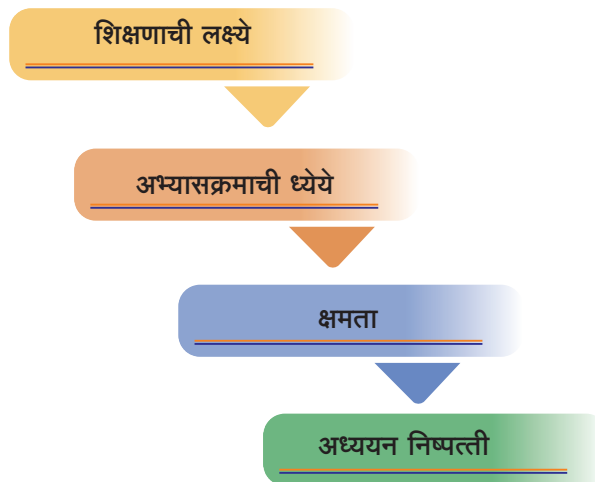 शिक्षणाची लक्ष्ये
अभ्यासक्रमाची ध्येये
क्षमता
अध्ययन निष्पत्ती